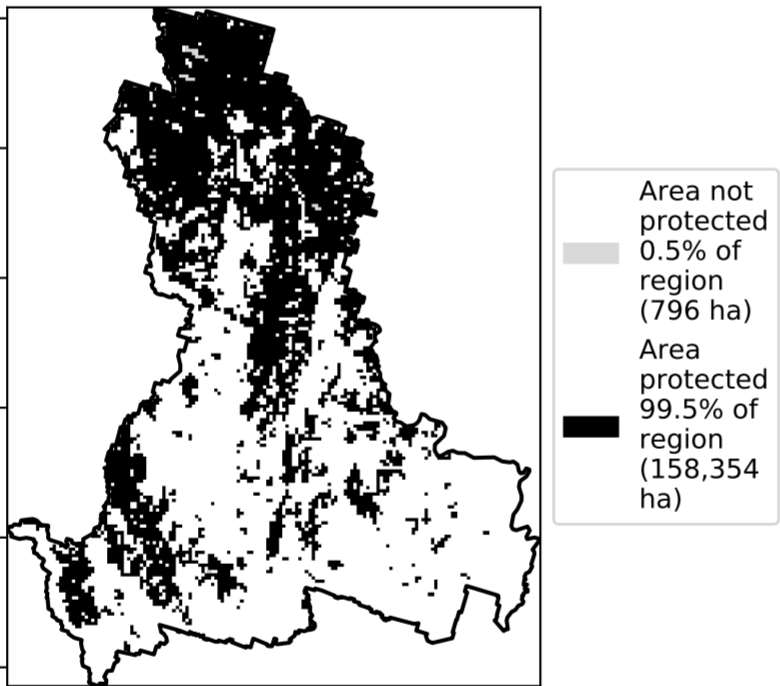 Area not
protected
0.5% of
region
(796 ha)
Area
protected
99.5% of
region
(158,354
ha)